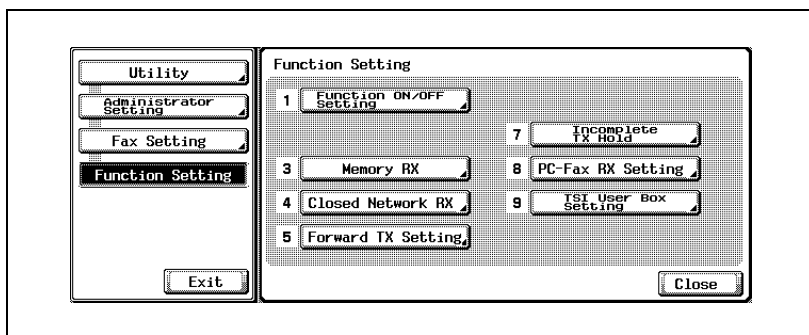 Utility
Administrator
Setting
Fax Setting
Function Setting
Exit
Function Setting
1 Function ON/OFF
Setting
3 Memory RX
4 Closed Network RX
5 Forward TX Setting
7 Incomplete
TX Hold
8 PC-Fax RX Setting
9 TSI User Box
Setting
Close